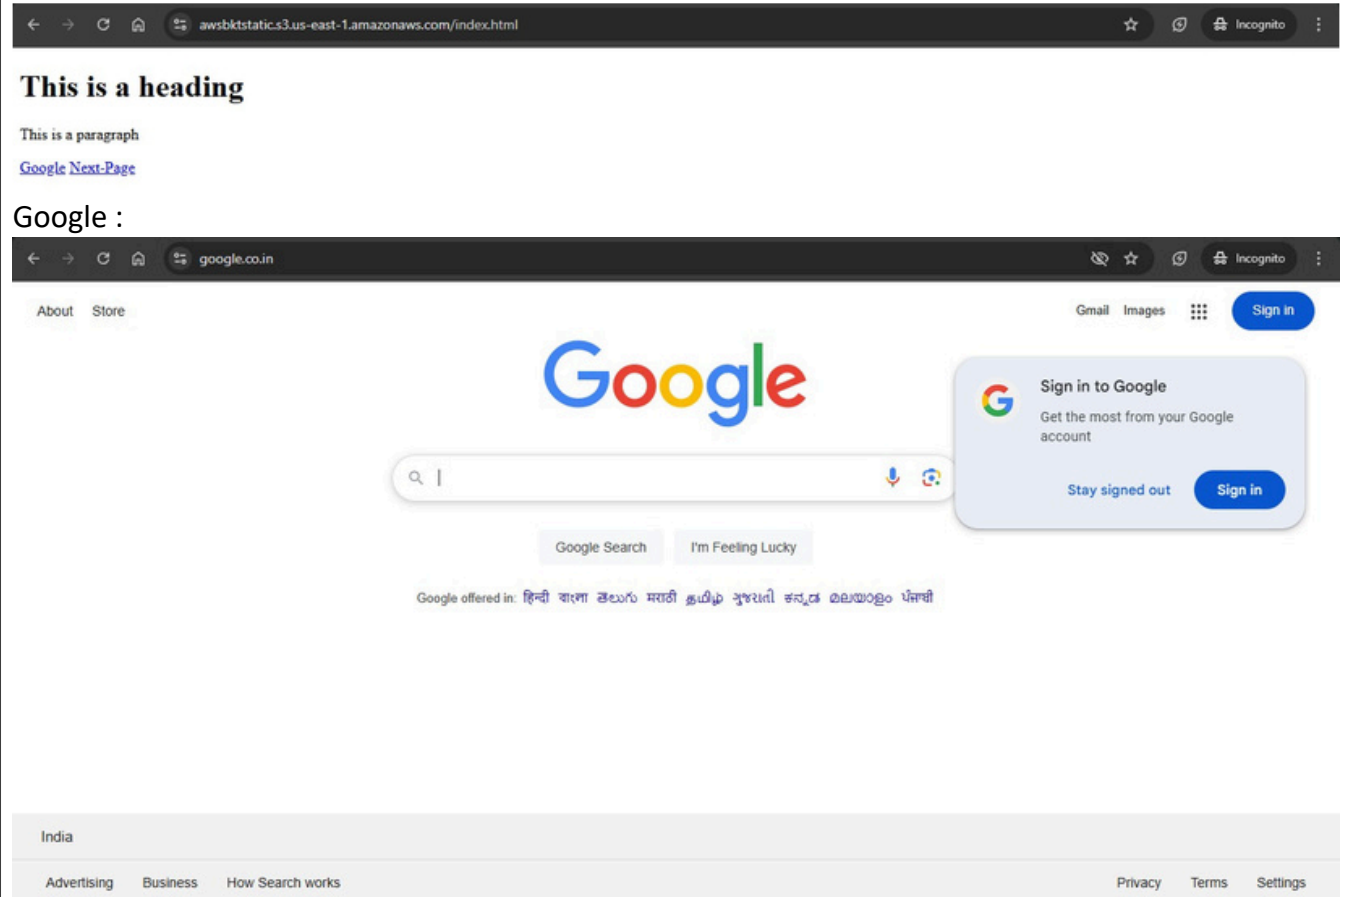 awsbktstatic.s3.us-east-1.amazonaws.com/index.html Incognito
This is a heading
This is a paragraph
Google Next-Page
Google :
google.co.in Incognito
About Store Gmail Images Sign in
Google
Sign in to Google
Get the most from your Google
account
Stay signed out Sign in
Google Search I'm Feeling Lucky
Google offered in: हिन्दी বাংলা తెలుగు मराठी தமிழ் ગુજરાતી ಕನ್ನಡ മലയാളം ਪੰਜਾਬੀ
India
Advertising Business How Search works Privacy Terms Settings